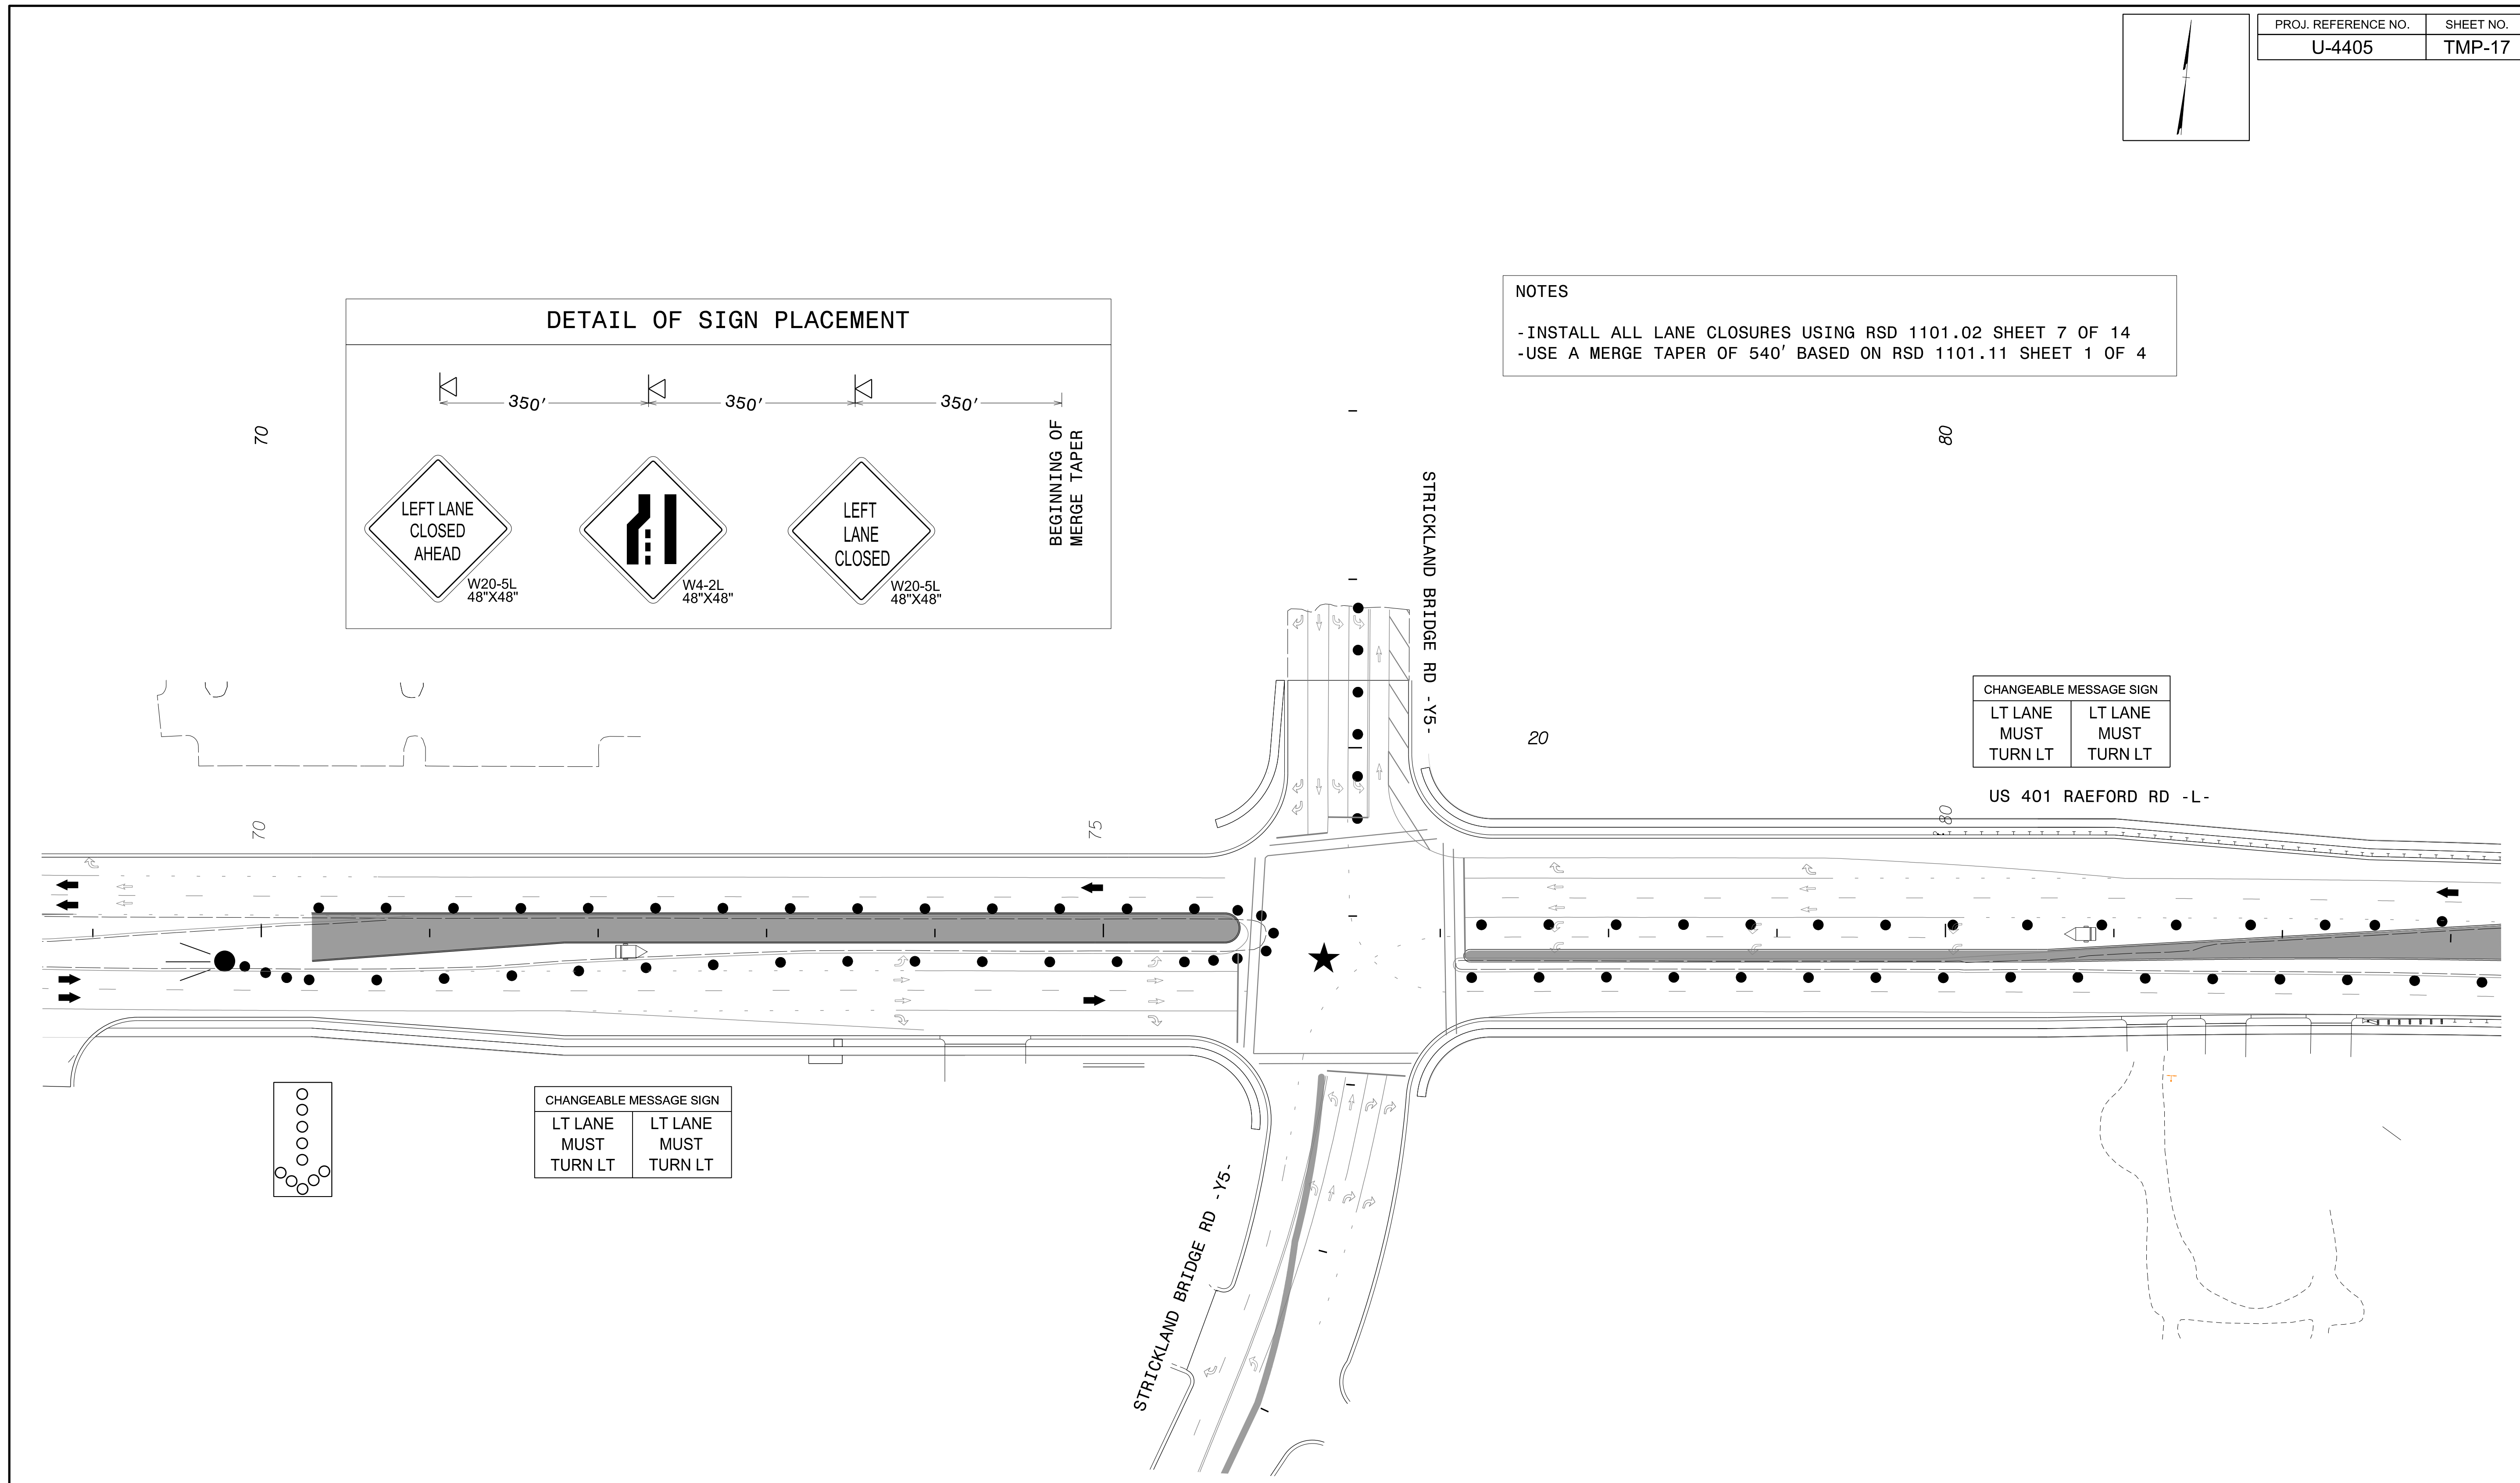 PROJ. REFERENCE NO. SHEET NO.
U-4405 TMP-17
DETAIL OF SIGN PLACEMENT
350' 350' 350'
BEGINNING OF
MERGE TAPER
LEFT LANE
CLOSED
AHEAD
W20-5L
48"X48"
W4-2L
48"X48"
LEFT
LANE
CLOSED
W20-5L
48"X48"
NOTES
-INSTALL ALL LANE CLOSURES USING RSD 1101.02 SHEET 7 OF 14
-USE A MERGE TAPER OF 540' BASED ON RSD 1101.11 SHEET 1 OF 4
70
80
STRICKLAND BRIDGE RD -Y5-
20
CHANGEABLE MESSAGE SIGN
LT LANE
MUST
TURN LT
LT LANE
MUST
TURN LT
US 401 RAEFORD RD -L-
70
75
80
CHANGEABLE MESSAGE SIGN
LT LANE
MUST
TURN LT
LT LANE
MUST
TURN LT
STRICKLAND BRIDGE RD -Y5-